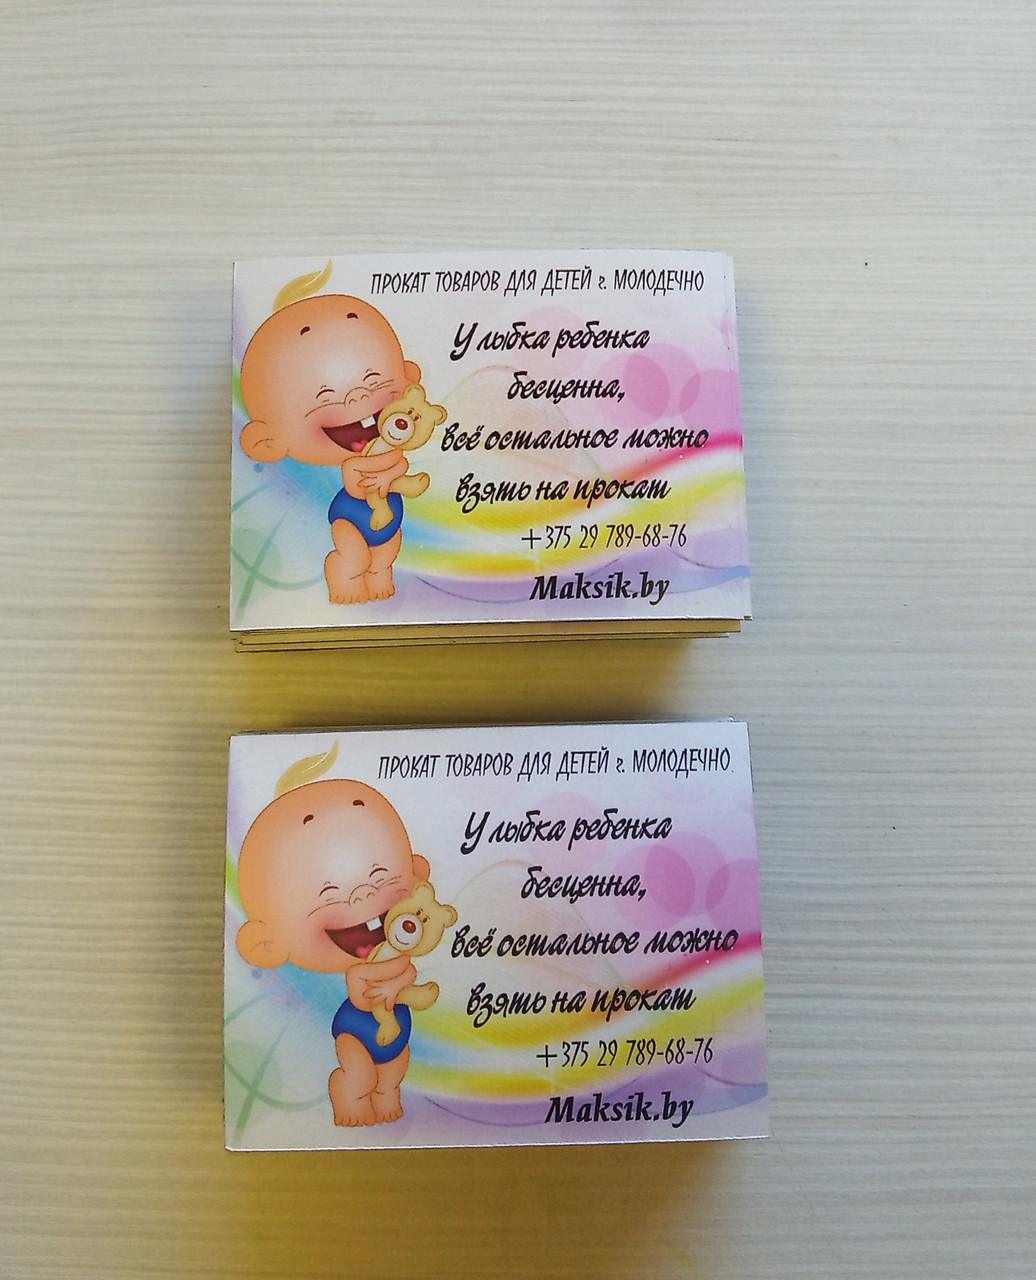 ПРОКАТ ТОВАРОВ ДЛЯ ДЕТЕЙ г. МОЛОДЕЧНО
Улыбка ребенка
бесценна,
всё остальное можно
взять на прокат
+375 29 789-68-76
Maksik.by
ПРОКАТ ТОВАРОВ ДЛЯ ДЕТЕЙ г. МОЛОДЕЧНО
Улыбка ребенка
бесценна,
всё остальное можно
взять на прокат
+375 29 789-68-76
Maksik.by